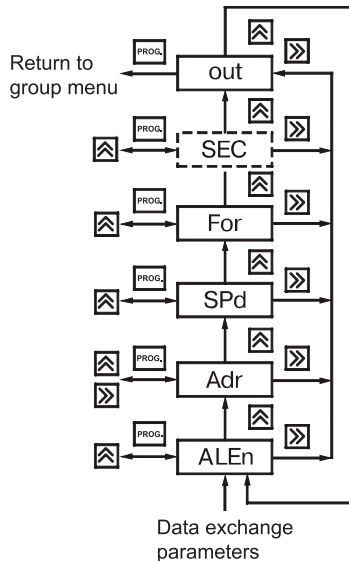 PROG.
Return to
group menu
out
PROG.
SEC
PROG.
For
PROG.
SPd
PROG.
Adr
PROG.
ALEn
Data exchange
parameters